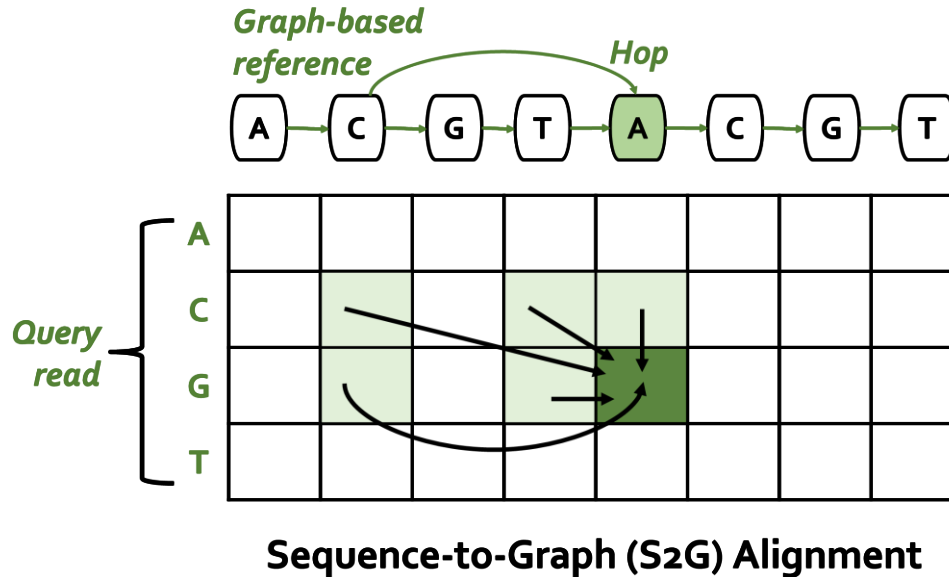 Graph-based
reference
Hop
A C G T A C G T
A
C
G
T
Query
read
Sequence-to-Graph (S2G) Alignment